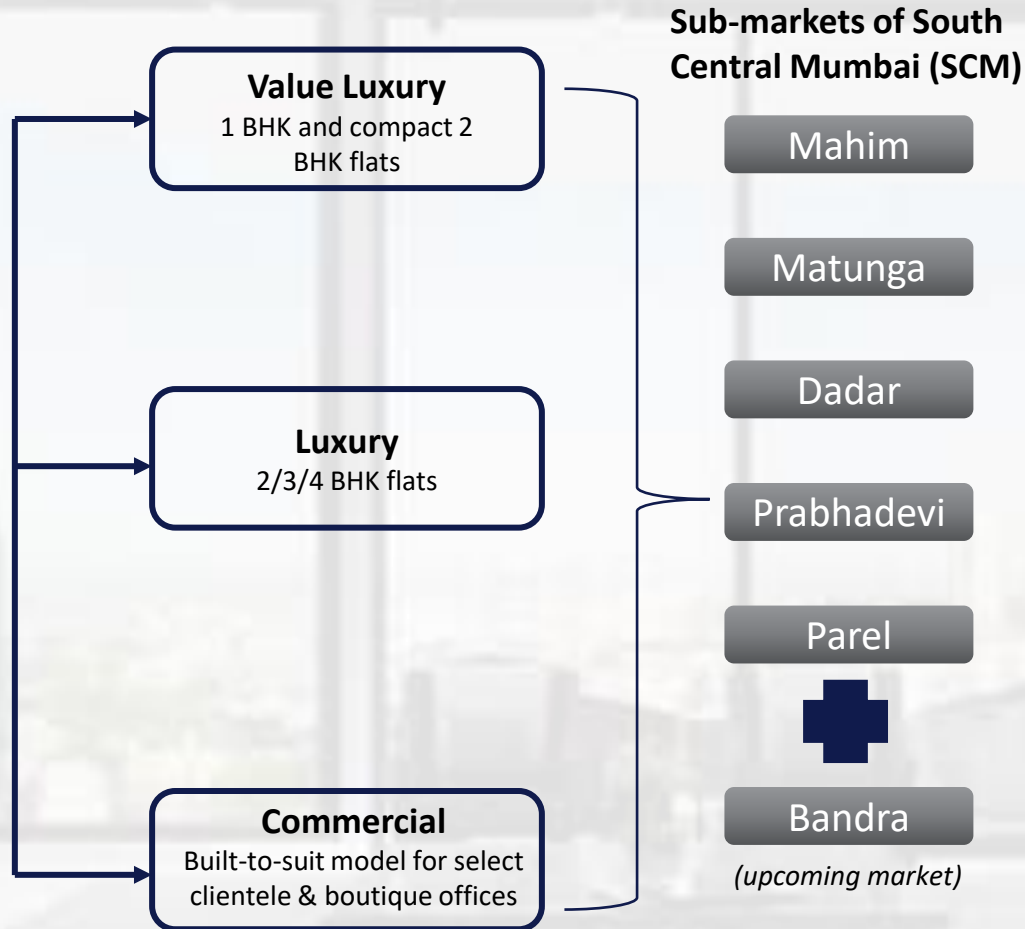 Value Luxury
1 BHK and compact 2
BHK flats
Luxury
2/3/4 BHK flats
Commercial
Built-to-suit model for select
clientele & boutique offices
Sub-markets of South
Central Mumbai (SCM)
Mahim
Matunga
Dadar
Prabhadevi
Parel
Bandra
(upcoming market)